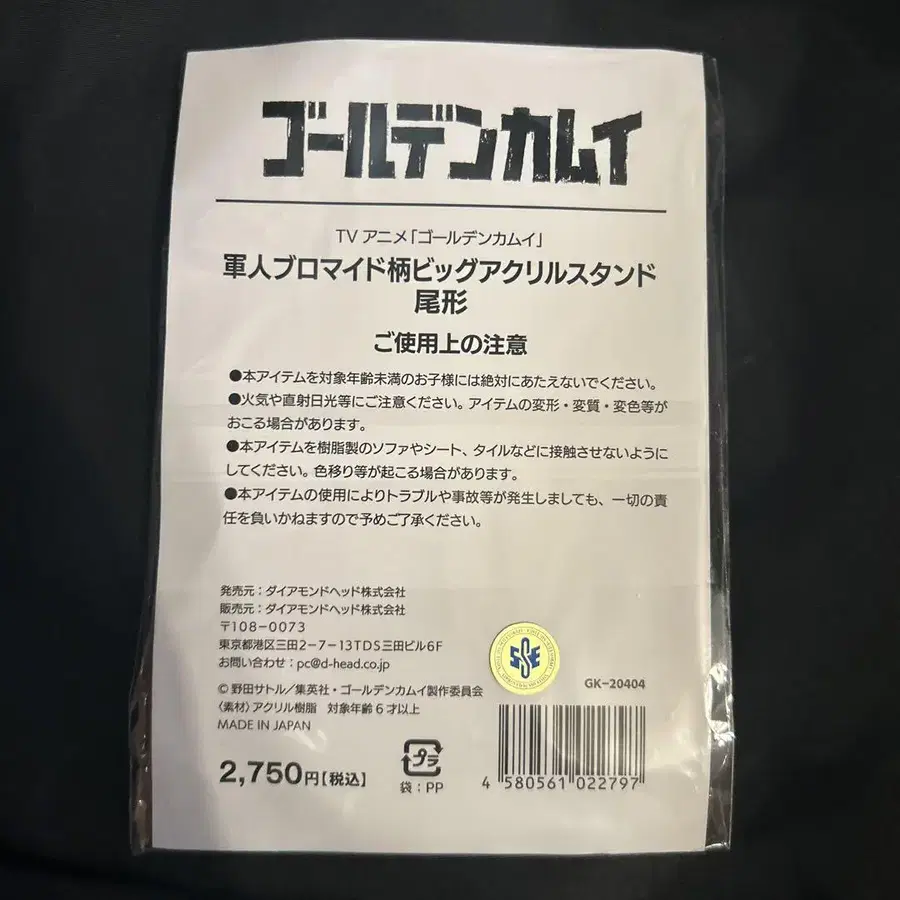 ゴールデンカムイ
TV アニメ「ゴールデンカムイ」
軍人ブロマイド柄ビッグアクリルスタンド
尾形
ご使用上の注意
●本アイテムを対象年齢未満のお子様には絶対にあたえないでください。
●火気や直射日光等にご注意ください。アイテムの変形・変質・変色等が
おこる場合があります。
●本アイテムを樹脂製のソファやシート、タイルなどに接触させないように
してください。色移り等が起こる場合があります。
●本アイテムの使用によりトラブルや事故等が発生しましても、一切の責
任を負いかねますので予めご了承ください。
発売元:ダイアモンドヘッド株式会社
販売元:ダイアモンドヘッド株式会社
〒108-0073
東京都港区三田2-7-13TDS三田ビル6F
お問い合わせ:pc@d-head.co.jp
©野田サトル/集英社・ゴールデンカムイ製作委員会
〈素材〉アクリル樹脂 対象年齢6才以上
MADE IN JAPAN
GK-20404
2,750円【税込】
プラ
袋:PP
4 580561 022797